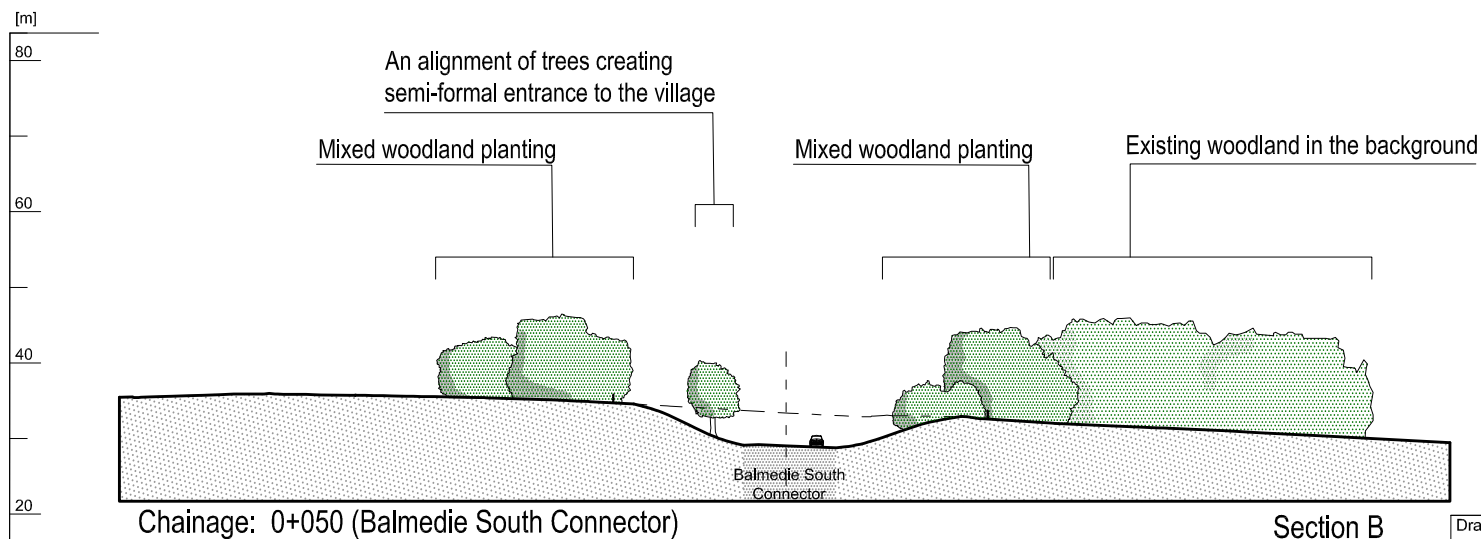 [m]
80
An alignment of trees creating
semi-formal entrance to the village
Mixed woodland planting
Mixed woodland planting
Existing woodland in the background
60
40
Balmedie South
Connector
20
Chainage: 0+050 (Balmedie South Connector)
Section B
Dra